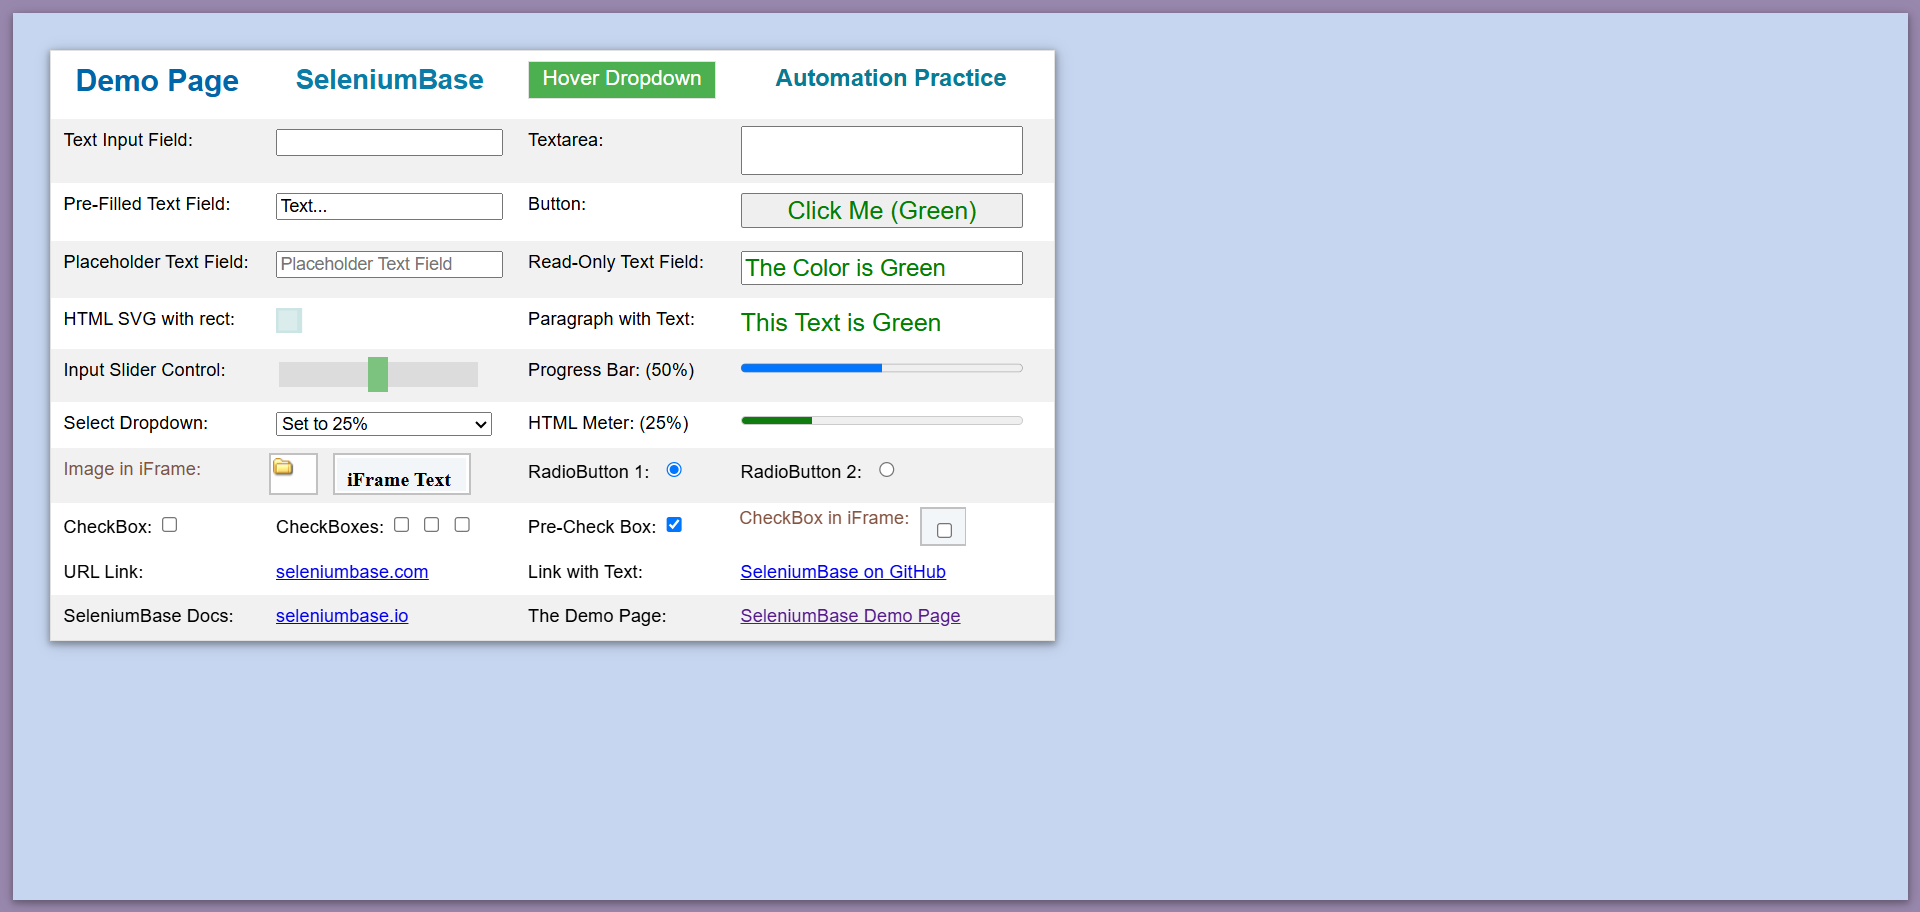 Demo Page SeleniumBase Hover Dropdown Automation Practice
Text Input Field: Textarea:
Pre-Filled Text Field: Text... Button: Click Me (Green)
Placeholder Text Field: Placeholder Text Field Read-Only Text Field: The Color is Green
HTML SVG with rect: Paragraph with Text: This Text is Green
Input Slider Control: Progress Bar: (50%)
Select Dropdown: Set to 25% HTML Meter: (25%)
Image in iFrame: iFrame Text RadioButton 1: RadioButton 2:
CheckBox: CheckBoxes: Pre-Check Box: CheckBox in iFrame:
URL Link: seleniumbase.com Link with Text: SeleniumBase on GitHub
SeleniumBase Docs: seleniumbase.io The Demo Page: SeleniumBase Demo Page